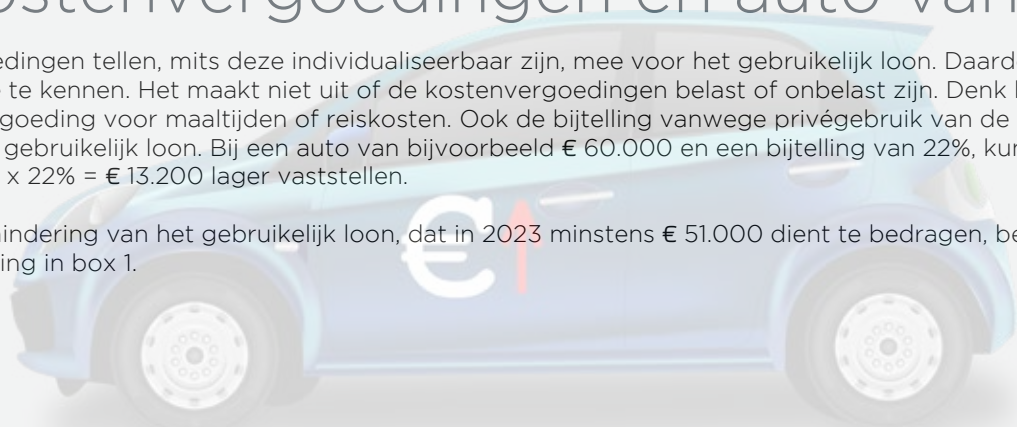 ostenvergoedingen en auto van
edingen tellen, mits deze individualiseerbaar zijn, mee voor het gebruikelijk loon. Daard
te kennen. Het maakt niet uit of de kostenvergoedingen belast of onbelast zijn. Denk
goeding voor maaltijden of reiskosten. Ook de bijtelling vanwege privégebruik van de
gebruikelijk loon. Bij een auto van bijvoorbeeld € 60.000 en een bijtelling van 22%, kun
x 22% = € 13.200 lager vaststellen.
indering van het gebruikelijk loon, dat in 2023 minstens € 51.000 dient te bedragen, be
ing in box 1.
€